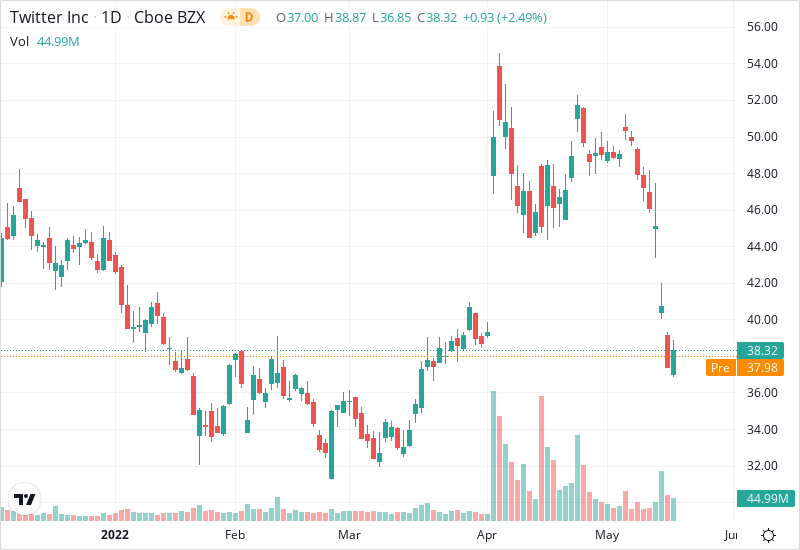 Twitter Inc · 1D · Cboe BZX D O37.00 H38.87 L36.85 C38.32 +0.93 (+2.49%)
Vol 44.99M
56.00
54.00
52.00
50.00
48.00
46.00
44.00
42.00
40.00
38.32
Pre 37.98
36.00
34.00
32.00
44.99M
2022 Feb Mar Apr May